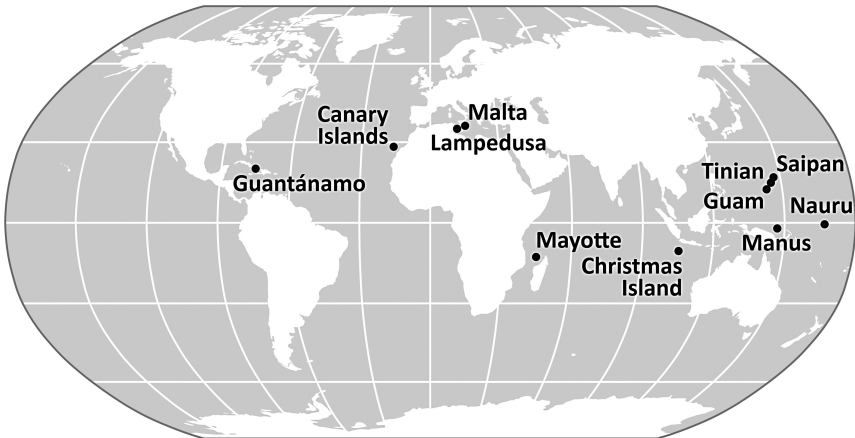 Canary
Islands
Malta
Lampedusa
Guantánamo
Tinian
Saipan
Guam
Nauru
Manus
Mayotte
Christmas
Island